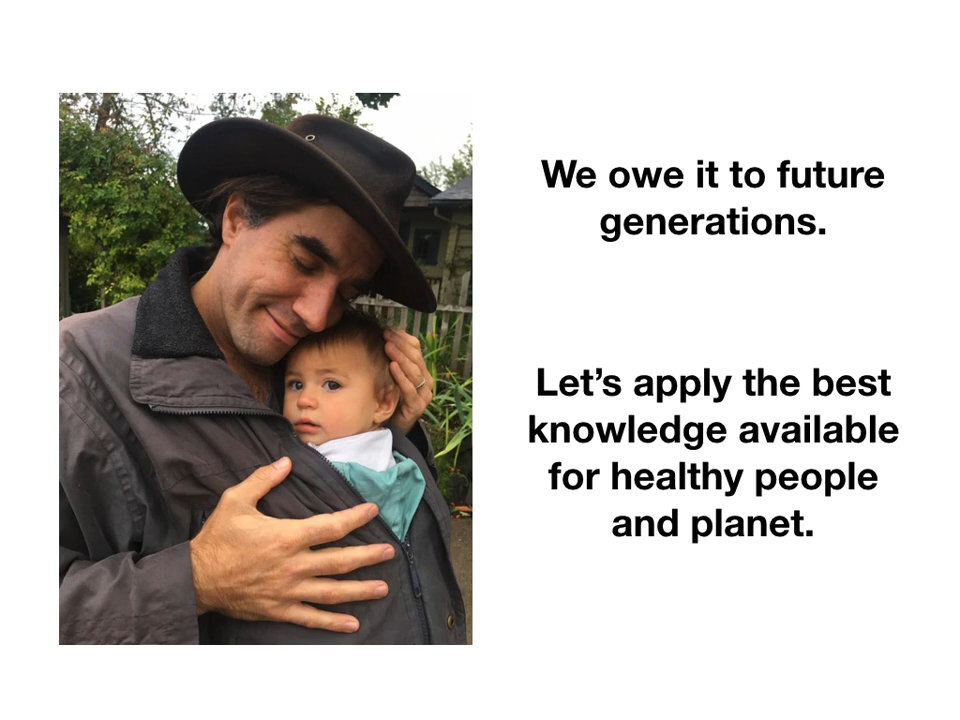 We owe it to future
generations.
Let’s apply the best
knowledge available
for healthy people
and planet.